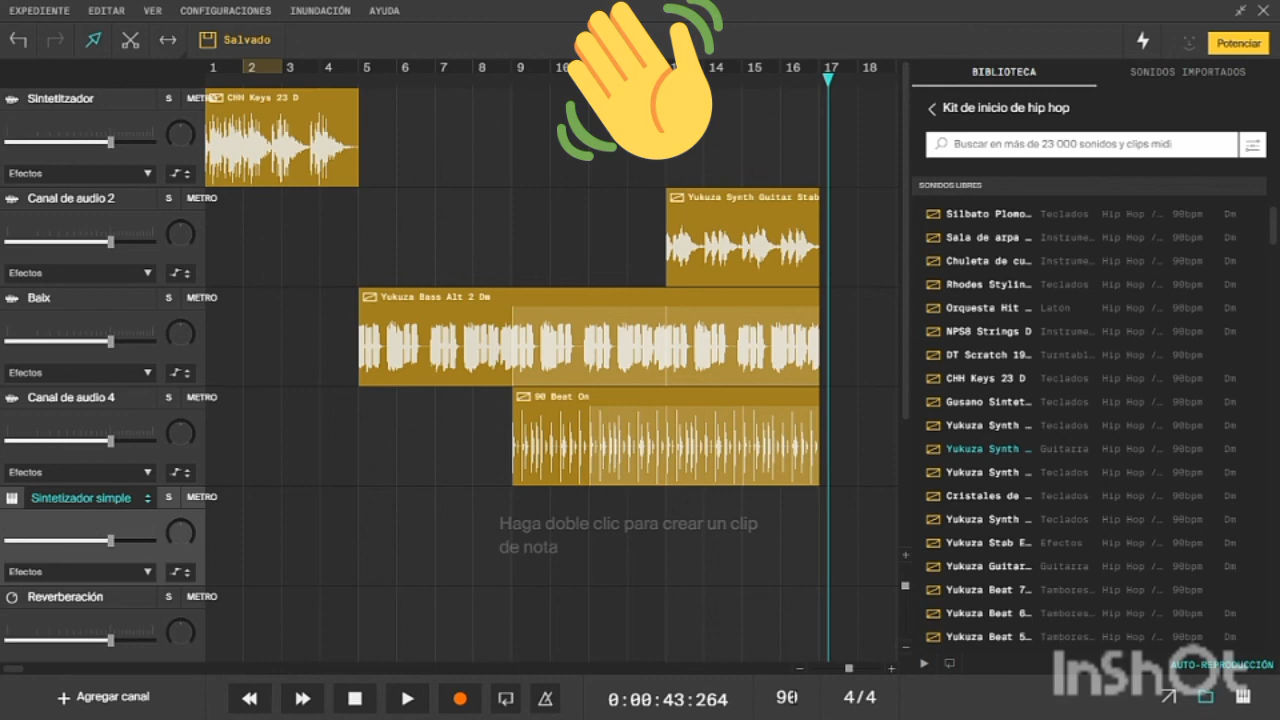 EXPEDIENTE EDITAR VER CONFIGURACIONES INUNDACIÓN AYUDA
Salvado
Potenciar
1 2 3 4 5 6 7 8 9 10 14 15 16 17 18
BIBLIOTECA SONIDOS IMPORTADOS
Kit de inicio de hip hop
Buscar en más de 23 000 sonidos y clips midi
SONIDOS LIBRES
Sintetitzador S METRO
CHH Keys 23 D
Efectos
Canal de audio 2 S METRO
Yukuza Synth Guitar Stab
Efectos
Baix S METRO
Yukuza Bass Alt 2 Dm
Efectos
Canal de audio 4 S METRO
90 Beat On
Efectos
Sintetizador simple S METRO
Haga doble clic para crear un clip
de nota
Efectos
Reverberación S METRO
Silbato Plomo… Teclados Hip Hop /… 90bpm Dm
Sala de arpa … Instrume… Hip Hop /… 90bpm Dm
Chuleta de cu… Instrume… Hip Hop /… 90bpm Dm
Rhodes Stylin… Teclados Hip Hop /… 90bpm Dm
Orquesta Hit … Latón Hip Hop /… 90bpm Dm
NPS8 Strings D Instrume… Hip Hop /… 90bpm Dm
DT Scratch 19… Turntabl… Hip Hop /… 90bpm Dm
CHH Keys 23 D Teclados Hip Hop /… 90bpm Dm
Gusano Sintet… Teclados Hip Hop /… 90bpm Dm
Yukuza Synth … Teclados Hip Hop /… 90bpm Dm
Yukuza Synth … Guitarra Hip Hop /… 90bpm Dm
Yukuza Synth … Teclados Hip Hop /… 90bpm Dm
Cristales de … Teclados Hip Hop /… 90bpm Dm
Yukuza Synth … Teclados Hip Hop /… 90bpm Dm
Yukuza Stab E… Efectos Hip Hop /… 90bpm Dm
Yukuza Guitar… Guitarra Hip Hop /… 90bpm Dm
Yukuza Beat 7… Tambores… Hip Hop /… 90bpm
Yukuza Beat 6… Tambores… Hip Hop /… 90bpm Dm
Yukuza Beat 5… Tambores… Hip Hop /… 90bpm Dm
AUTO-REPRODUCCIÓN
InShOt
+ Agregar canal
0:00:43:264 90 4/4